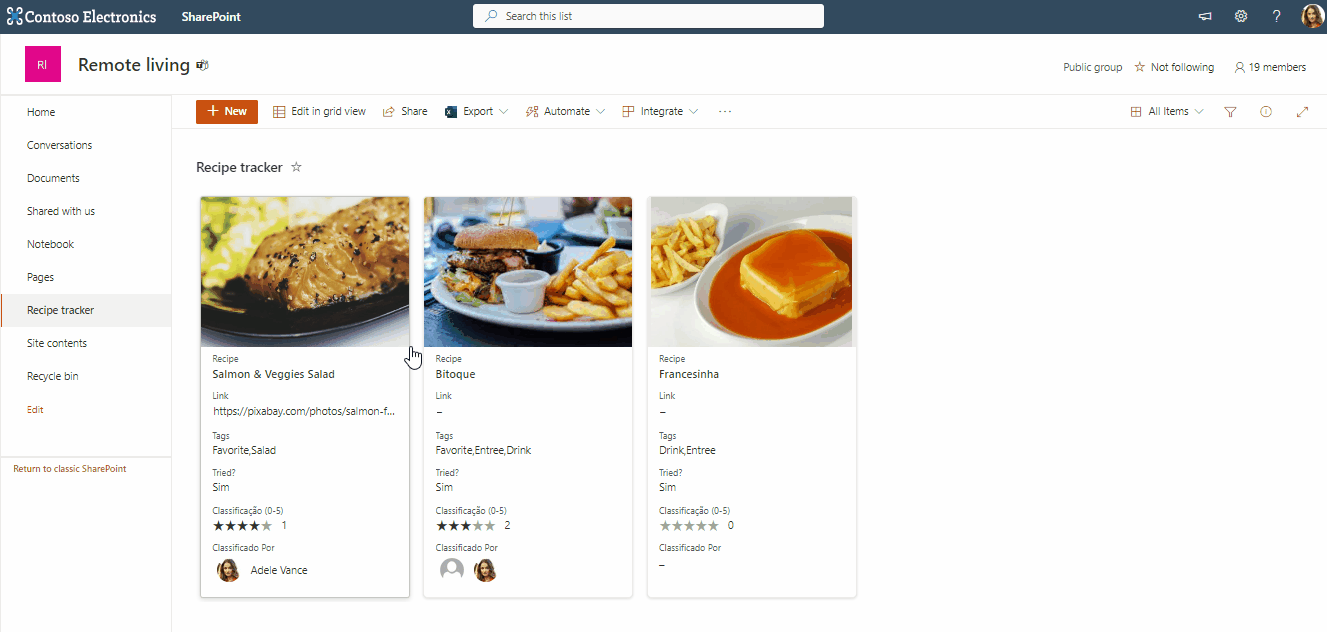 Contoso Electronics SharePoint Search this list ?
RI Remote living
Public group Not following 19 members
Home
Conversations
Documents
Shared with us
Notebook
Pages
Recipe tracker
Site contents
Recycle bin
Edit
Return to classic SharePoint
+ New Edit in grid view Share Export Automate Integrate ... All Items
Recipe tracker
Recipe
Salmon & Veggies Salad
Link
https://pixabay.com/photos/salmon-f...
Tags
Favorite,Salad
Tried?
Sim
Classificação (0-5)
★★★★★ 1
Classificado Por
Adele Vance
Recipe
Bitoque
Link
–
Tags
Favorite,Entree,Drink
Tried?
Sim
Classificação (0-5)
★★★★★ 2
Classificado Por
Recipe
Francesinha
Link
–
Tags
Drink,Entree
Tried?
Sim
Classificação (0-5)
★★★★★ 0
Classificado Por
–